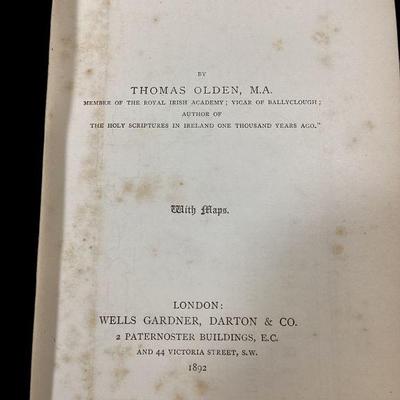 BY
THOMAS OLDEN, M.A.
MEMBER OF THE ROYAL IRISH ACADEMY; VICAR OF BALLYCLOUGH;
AUTHOR OF
THE HOLY SCRIPTURES IN IRELAND ONE THOUSAND YEARS AGO."
With Maps.
LONDON:
WELLS GARDNER, DARTON & CO.
2 PATERNOSTER BUILDINGS, E.C.
AND 44 VICTORIA STREET, S.W.
1892